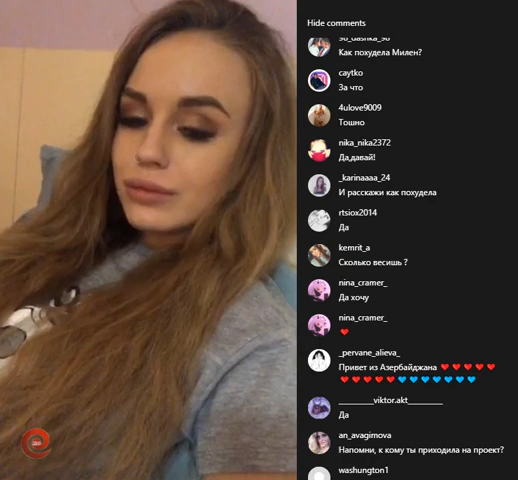 Hide comments
Как похудела Милен?
caytko
За что
4ulove9009
Тошно
nika_nika2372
Да,давай!
_karinaaaa_24
И расскажи как похудела
rtsiox2014
Да
kemrit_a
Сколько весишь ?
nina_cramer_
Да хочу
nina_cramer_
❤
_pervane_alieva_
Привет из Азербайджана ❤❤❤❤❤
❤❤❤❤❤💙💙💙💙💙💙💙
__________viktor.akt__________
Да
an_avagimova
Напомни, к кому ты приходила на проект?
washungton1